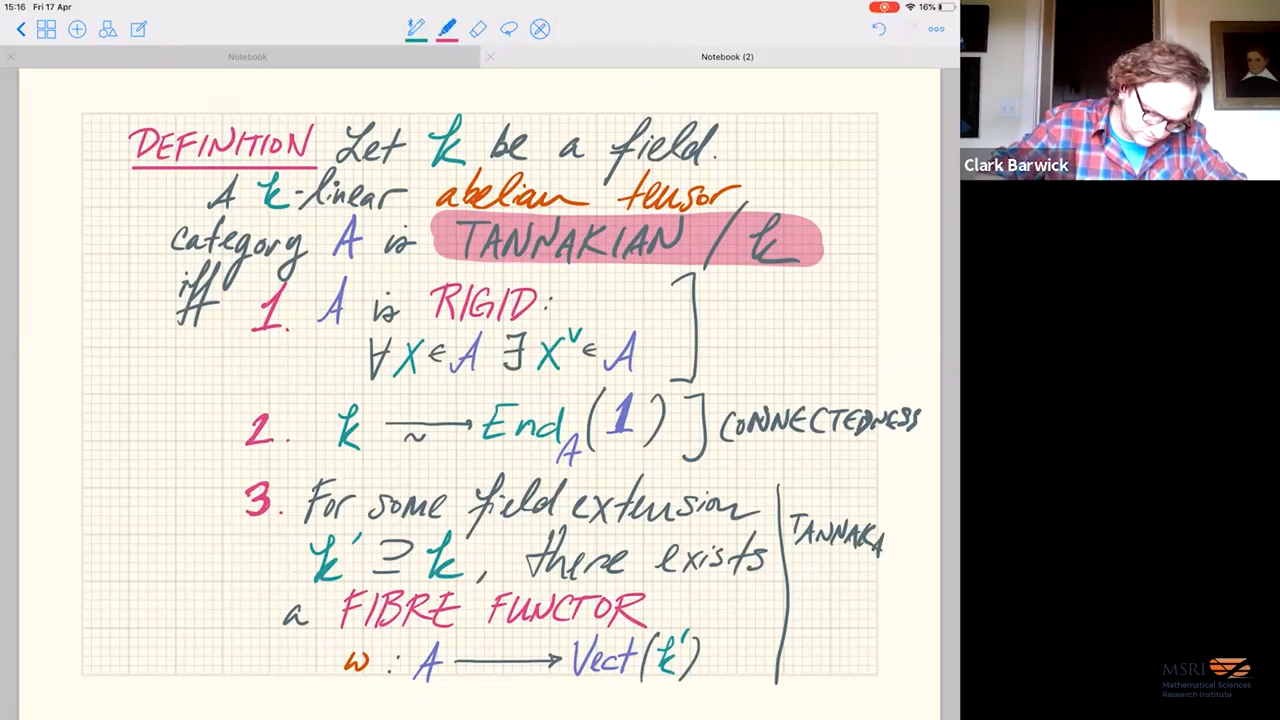 15:16 Fri 17 Apr
16%
Notebook
Notebook (2)
DEFINITION Let k be a field.
A k-linear abelian tensor
category A is TANNAKIAN / k
iff
1. A is RIGID:
∀ X ∈ A ∃ X^∨ ∈ A
2. k ⟶∼ End_A (1) ] CONNECTEDNESS
3. For some field extension
k' ⊇ k, there exists
TANNAKA
a FIBRE FUNCTOR
ω : A ⟶ Vect(k')
Clark Barwick
MSRI
Mathematical Sciences
Research Institute